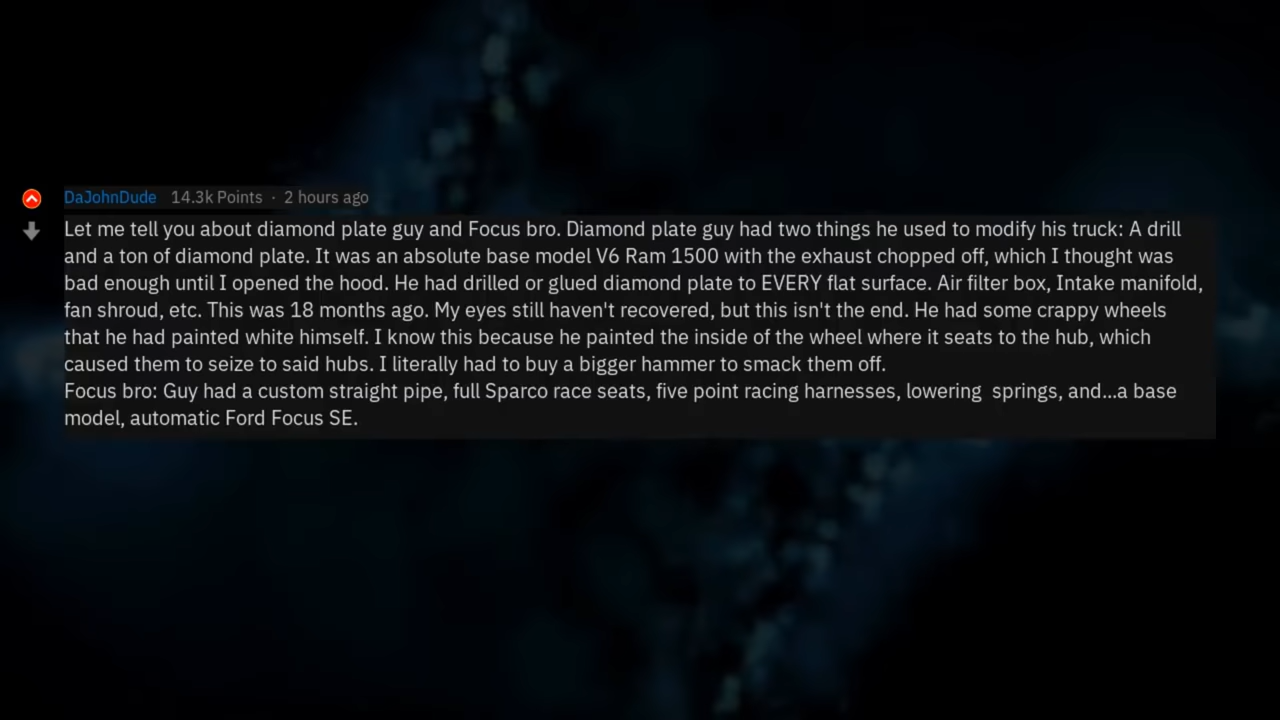 DaJohnDude 14.3k Points · 2 hours ago
Let me tell you about diamond plate guy and Focus bro. Diamond plate guy had two things he used to modify his truck: A drill
and a ton of diamond plate. It was an absolute base model V6 Ram 1500 with the exhaust chopped off, which I thought was
bad enough until I opened the hood. He had drilled or glued diamond plate to EVERY flat surface. Air filter box, Intake manifold,
fan shroud, etc. This was 18 months ago. My eyes still haven't recovered, but this isn't the end. He had some crappy wheels
that he had painted white himself. I know this because he painted the inside of the wheel where it seats to the hub, which
caused them to seize to said hubs. I literally had to buy a bigger hammer to smack them off.
Focus bro: Guy had a custom straight pipe, full Sparco race seats, five point racing harnesses, lowering  springs, and...a base
model, automatic Ford Focus SE.